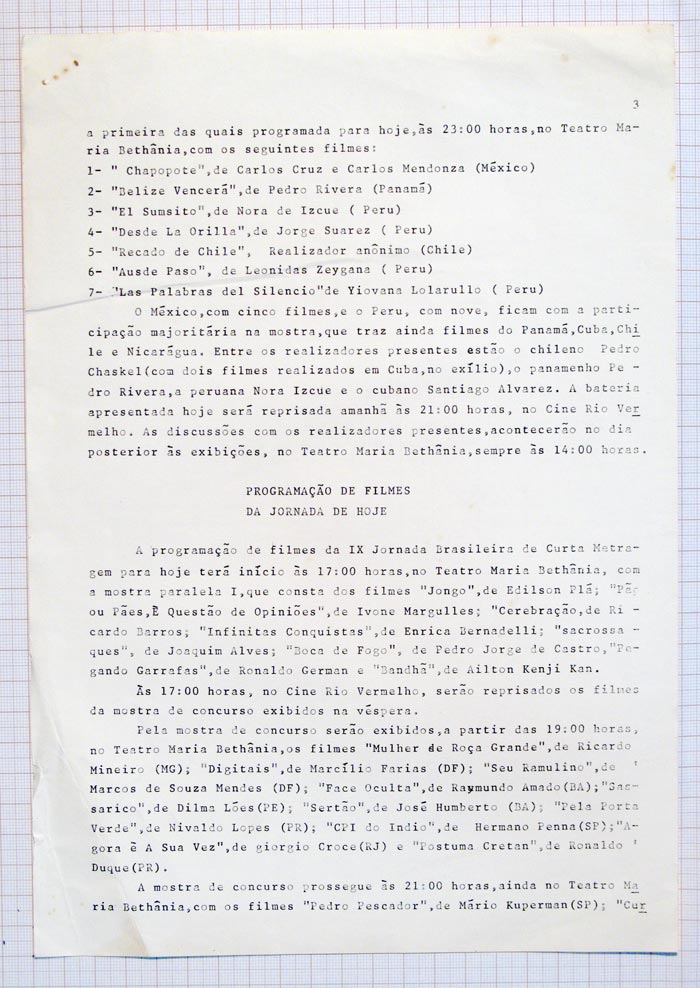 3
a primeira das quais programada para hoje,às 23:00 horas,no Teatro Ma-
ria Bethânia,com os seguintes filmes:
1- " Chapopote",de Carlos Cruz e Carlos Mendonza (México)
2- "Belize Vencerá",de Pedro Rivera (Panamá)
3- "El Sumsito",de Nora de Izcue ( Peru)
4- "Desde La Orilla",de Jorge Suarez ( Peru)
5- "Recado de Chile", Realizador anônimo (Chile)
6- "Ausde Paso", de Leonidas Zeygana ( Peru)
7- "Las Palabras del Silencio"de Yiovana Lolarullo ( Peru)
O México,com cinco filmes,e o Peru, com nove, ficam com a parti-
cipação majoritária na mostra,que traz ainda filmes do Panamá,Cuba,Chi
le e Nicarágua. Entre os realizadores presentes estão o chileno Pedro
Chaskel(com dois filmes realizados em Cuba,no exílio),o panamenho Pe -
dro Rivera,a peruana Nora Izcue e o cubano Santiago Alvarez. A bateria
apresentada hoje será reprisada amanhã às 21:00 horas, no Cine Rio Ver
melho. As discussões com os realizadores presentes,acontecerão no dia
posterior às exibições, no Teatro Maria Bethânia,sempre às 14:00 horas.
PROGRAMAÇÃO DE FILMES
DA JORNADA DE HOJE
A programação de filmes da IX Jornada Brasileira de Curta Metra-
gem para hoje terá início às 17:00 horas,no Teatro Maria Bethânia, com
a mostra paralela I,que consta dos filmes "Jongo",de Edilson Plá;
ou Pães,É Questão de Opiniões",de Ivone Margulles; "Cerebração,de Ri -
cardo Barros; "Infinitas Conquistas",de Enrica Bernadelli; "sacrossa -
ques", de Joaquim Alves; "Boca de Fogo", de Pedro Jorge de Castro,"Pe-
gando Garrafas",de Ronaldo German e "Bandhã",de Ailton Kenji Kan.
Às 17:00 horas, no Cine Rio Vermelho, serão reprisados os filmes
da mostra de concurso exibidos na véspera.
Pela mostra de concurso serão exibidos,a partir das 19:00 horas,
no Teatro Maria Bethânia,os filmes "Mulher de Roça Grande",de Ricardo
Mineiro (MG); "Digitais",de Marcílio Farias (DF); "Seu Ramulino",de '
Marcos de Souza Mendes (DF); "Face Oculta",de Raymundo Amado(BA);"Sas-
sarico",de Dilma Lões(PE); "Sertão",de José Humberto (BA); "Pela Porta
Verde",de Nivaldo Lopes (PR); "CPI do Indio",de Hermano Penna(SP);"A-
gora é A Sua Vez",de giorgio Croce(RJ) e "Postuma Cretan",de Ronaldo '
Duque(PR).
A mostra de concurso prossegue às 21:00 horas,ainda no Teatro Ma
ria Bethânia,com os filmes "Pedro Pescador",de Mário Kuperman(SP); "Cur